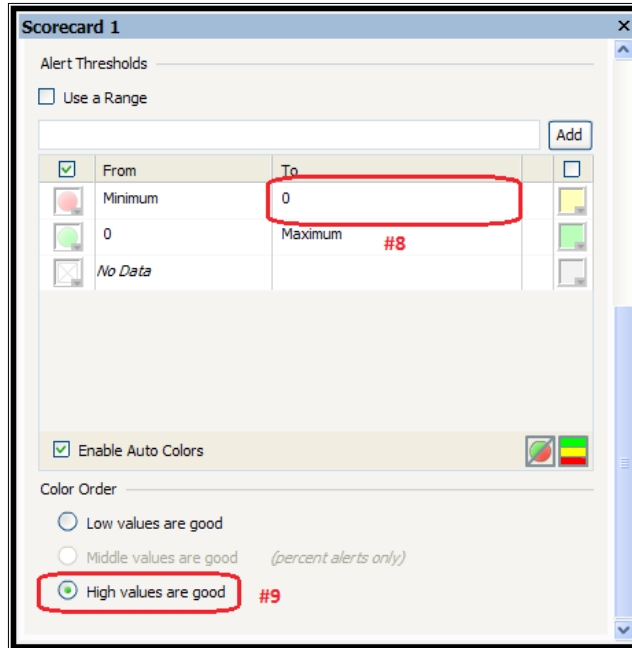 Scorecard 1
Alert Thresholds
Use a Range
Add
From To
Minimum 0
0 Maximum
#8
No Data
Enable Auto Colors
Color Order
Low values are good
Middle values are good (percent alerts only)
High values are good #9